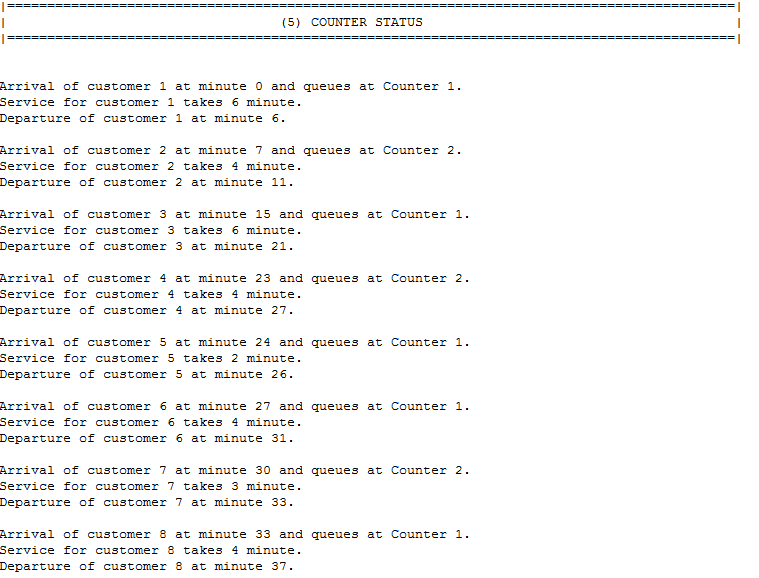 |===========================================================================================|
|                                  (5) COUNTER STATUS                                       |
|===========================================================================================|
Arrival of customer 1 at minute 0 and queues at Counter 1.
Service for customer 1 takes 6 minute.
Departure of customer 1 at minute 6.
Arrival of customer 2 at minute 7 and queues at Counter 2.
Service for customer 2 takes 4 minute.
Departure of customer 2 at minute 11.
Arrival of customer 3 at minute 15 and queues at Counter 1.
Service for customer 3 takes 6 minute.
Departure of customer 3 at minute 21.
Arrival of customer 4 at minute 23 and queues at Counter 2.
Service for customer 4 takes 4 minute.
Departure of customer 4 at minute 27.
Arrival of customer 5 at minute 24 and queues at Counter 1.
Service for customer 5 takes 2 minute.
Departure of customer 5 at minute 26.
Arrival of customer 6 at minute 27 and queues at Counter 1.
Service for customer 6 takes 4 minute.
Departure of customer 6 at minute 31.
Arrival of customer 7 at minute 30 and queues at Counter 2.
Service for customer 7 takes 3 minute.
Departure of customer 7 at minute 33.
Arrival of customer 8 at minute 33 and queues at Counter 1.
Service for customer 8 takes 4 minute.
Departure of customer 8 at minute 37.